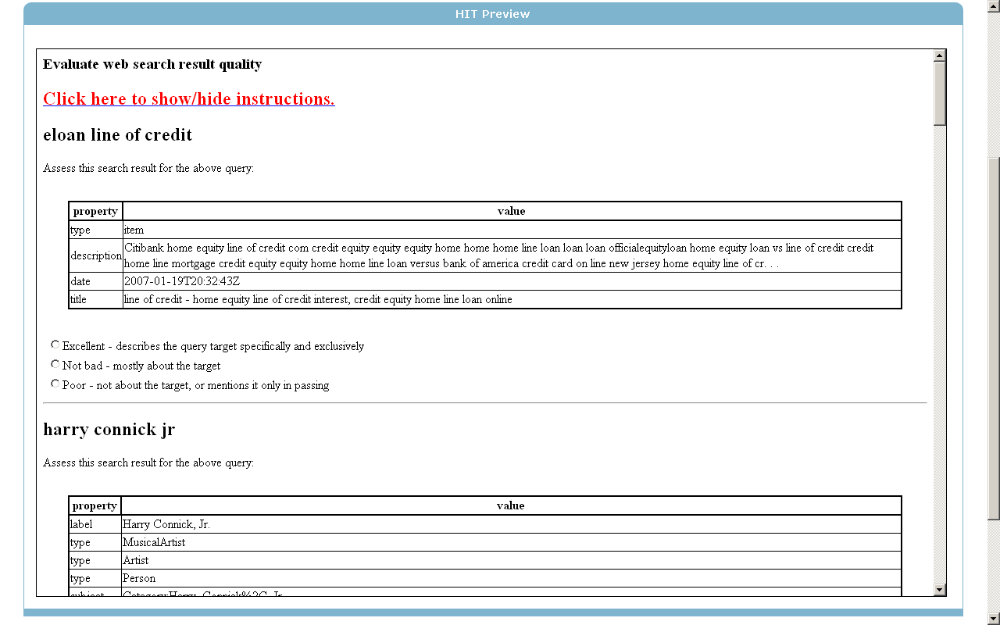 HIT Preview
Evaluate web search result quality
Click here to show/hide instructions.
eloan line of credit
Assess this search result for the above query:
property value
type item
description Citibank home equity line of credit com credit equity equity equity home home home line loan loan loan officialequityloan home equity loan vs line of credit credit
home line mortgage credit equity equity home home line loan versus bank of america credit card on line new jersey home equity line of cr. . .
date 2007-01-19T20:32:43Z
title line of credit - home equity line of credit interest, credit equity home line loan online
Excellent - describes the query target specifically and exclusively
Not bad - mostly about the target
Poor - not about the target, or mentions it only in passing
harry connick jr
Assess this search result for the above query:
property value
label Harry Connick, Jr.
type MusicalArtist
type Artist
type Person
subject Category:Harry_Connick%2C_Jr.